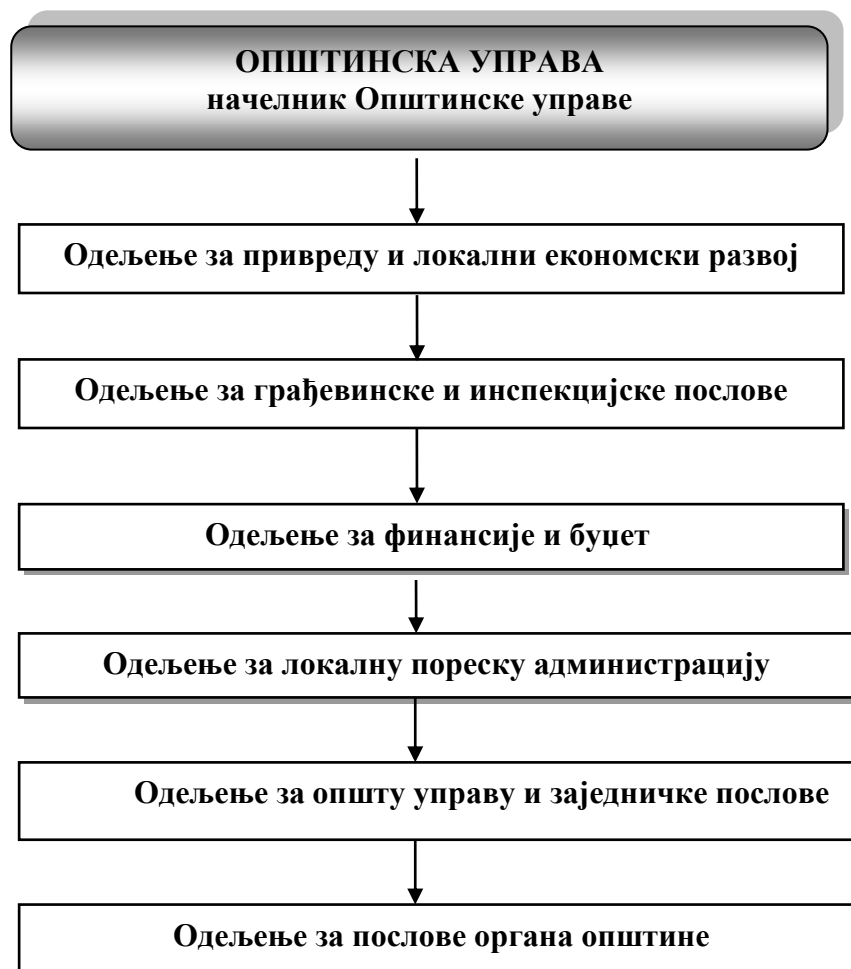 ОПШТИНСКА УПРАВА
начелник Општинске управе
Одељење за привреду и локални економски развој
Одељење за грађевинске и инспекцијске послове
Одељење за финансије и буџет
Одељење за локалну пореску администрацију
Одељење за општу управу и заједничке послове
Одељење за послове органа општине